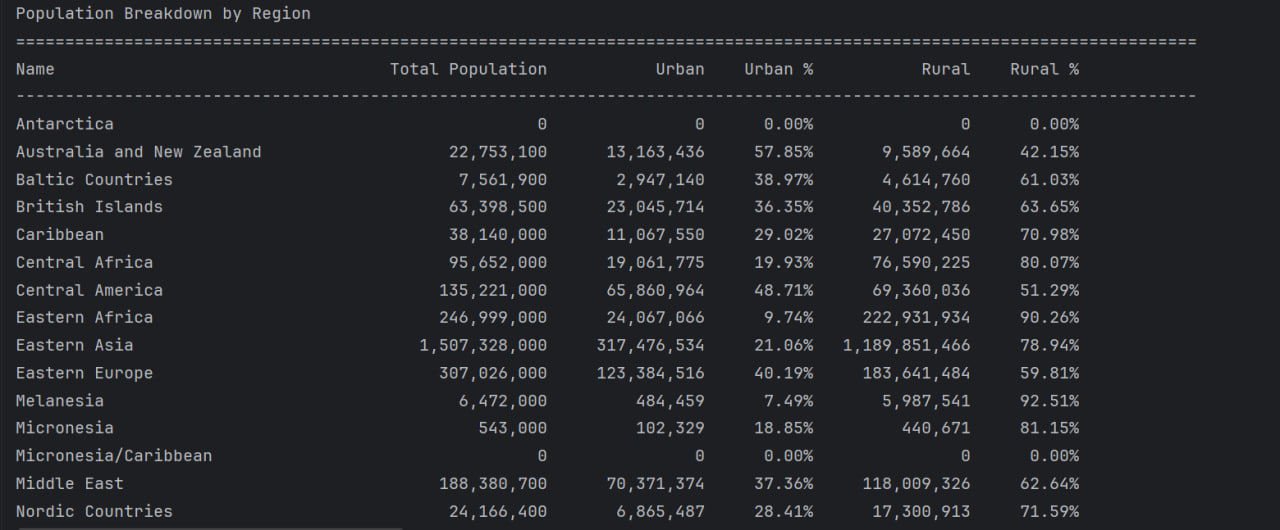 Population Breakdown by Region
========================================================================================================================
Name                                  Total Population           Urban    Urban %           Rural    Rural %
------------------------------------------------------------------------------------------------------------------------
Antarctica                                           0               0      0.00%               0      0.00%
Australia and New Zealand                   22,753,100      13,163,436     57.85%       9,589,664     42.15%
Baltic Countries                             7,561,900       2,947,140     38.97%       4,614,760     61.03%
British Islands                             63,398,500      23,045,714     36.35%      40,352,786     63.65%
Caribbean                                   38,140,000      11,067,550     29.02%      27,072,450     70.98%
Central Africa                              95,652,000      19,061,775     19.93%      76,590,225     80.07%
Central America                            135,221,000      65,860,964     48.71%      69,360,036     51.29%
Eastern Africa                             246,999,000      24,067,066      9.74%     222,931,934     90.26%
Eastern Asia                             1,507,328,000     317,476,534     21.06%   1,189,851,466     78.94%
Eastern Europe                             307,026,000     123,384,516     40.19%     183,641,484     59.81%
Melanesia                                    6,472,000         484,459      7.49%       5,987,541     92.51%
Micronesia                                     543,000         102,329     18.85%         440,671     81.15%
Micronesia/Caribbean                                 0               0      0.00%               0      0.00%
Middle East                                188,380,700      70,371,374     37.36%     118,009,326     62.64%
Nordic Countries                            24,166,400       6,865,487     28.41%      17,300,913     71.59%